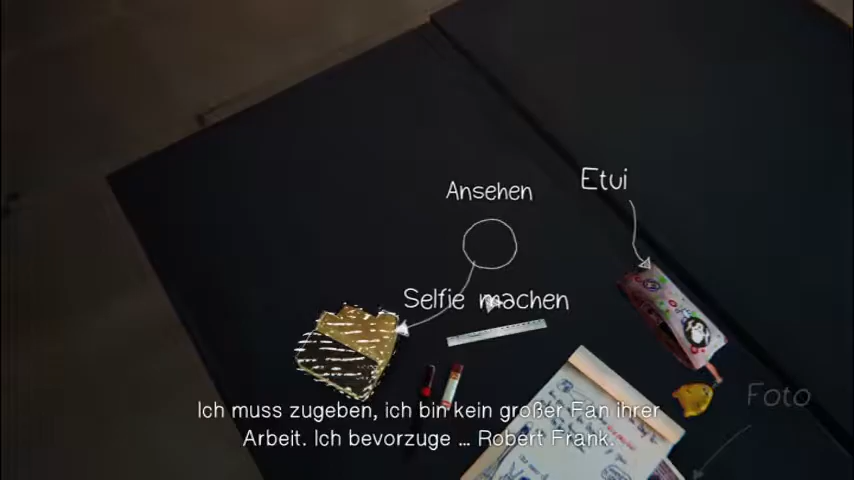 Etui
Ansehen
Selfie machen
Foto
Ich muss zugeben, ich bin kein großer Fan ihrer
Arbeit. Ich bevorzuge ... Robert Frank.